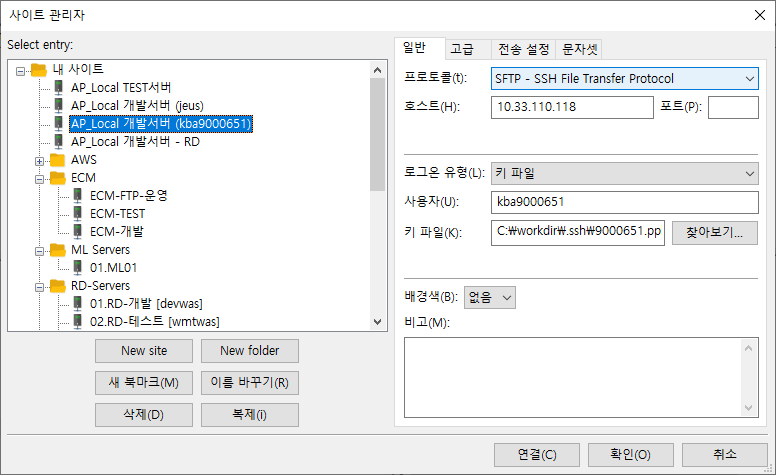 사이트 관리자
Select entry:
내 사이트
AP_Local TEST서버
AP_Local 개발서버 (jeus)
AP_Local 개발서버 (kba9000651)
AP_Local 개발서버 - RD
AWS
ECM
ECM-FTP-운영
ECM-TEST
ECM-개발
ML Servers
01.ML01
RD-Servers
01.RD-개발 [devwas]
02.RD-테스트 [wmtwas]
New site
New folder
새 북마크(M)
이름 바꾸기(R)
삭제(D)
복제(i)
일반
고급
전송 설정
문자셋
프로토콜(t):
SFTP - SSH File Transfer Protocol
호스트(H):
10.33.110.118
포트(P):
로그온 유형(L):
키 파일
사용자(U):
kba9000651
키 파일(K):
C:₩workdir₩.ssh₩9000651.pp
찾아보기...
배경색(B):
없음
비고(M):
연결(C)
확인(O)
취소